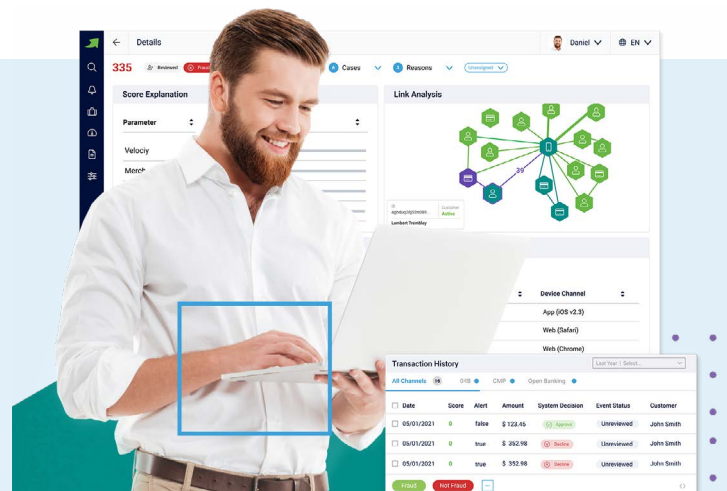 Details
Daniel
EN
335
Reviewed
Cases
Reasons
Unassigned
Score Explanation
Link Analysis
Parameter
Velociy
39
ID
Customer
Active
Lambert Tremblay
Device Channel
App (iOS v2.3)
Web (Safari)
Web (Chrome)
Transaction History
Last Year | Select...
All Channels
CMP
Open Banking
Date Score Alert Amount System Decision Event Status Customer
05/01/2021 0 false $ 123.45 Approve Unreviewed John Smith
05/01/2021 0 true $ 352.98 Decline Unreviewed John Smith
05/01/2021 0 true $ 352.98 Decline Unreviewed John Smith
Fraud Not Fraud